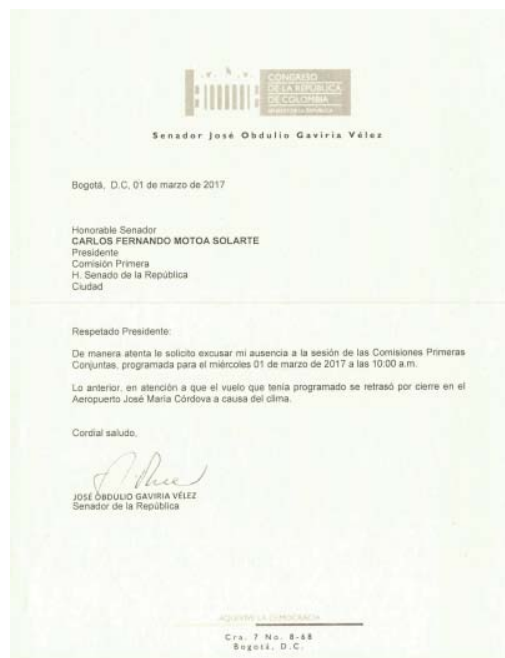 CONGRESO
DE LA REPÚBLICA
DE COLOMBIA
Senador José Obdulio Gaviria Vélez
Bogotá, D.C, 01 de marzo de 2017
Honorable Senador
CARLOS FERNANDO MOTOA SOLARTE
Presidente
Comisión Primera
H. Senado de la República
Ciudad
Respetado Presidente:
De manera atenta le solicito excusar mi ausencia a la sesión de las Comisiones Primeras
Conjuntas, programada para el miércoles 01 de marzo de 2017 a las 10:00 a.m.
Lo anterior, en atención a que el vuelo que tenía programado se retrasó por cierre en el
Aeropuerto José María Córdova a causa del clima.
Cordial saludo,
JOSÉ OBDULIO GAVIRIA VÉLEZ
Senador de la República
AQUÍ VIVE LA DEMOCRACIA
Cra. 7 No. 8-68
Bogotá, D.C.